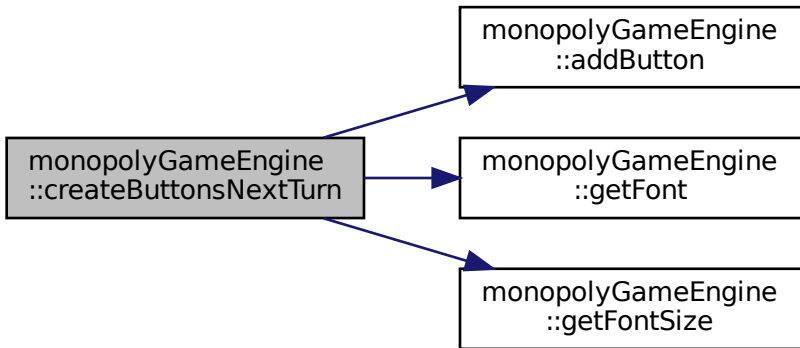 monopolyGameEngine
::createButtonsNextTurn
monopolyGameEngine
::addButton
monopolyGameEngine
::getFont
monopolyGameEngine
::getFontSize